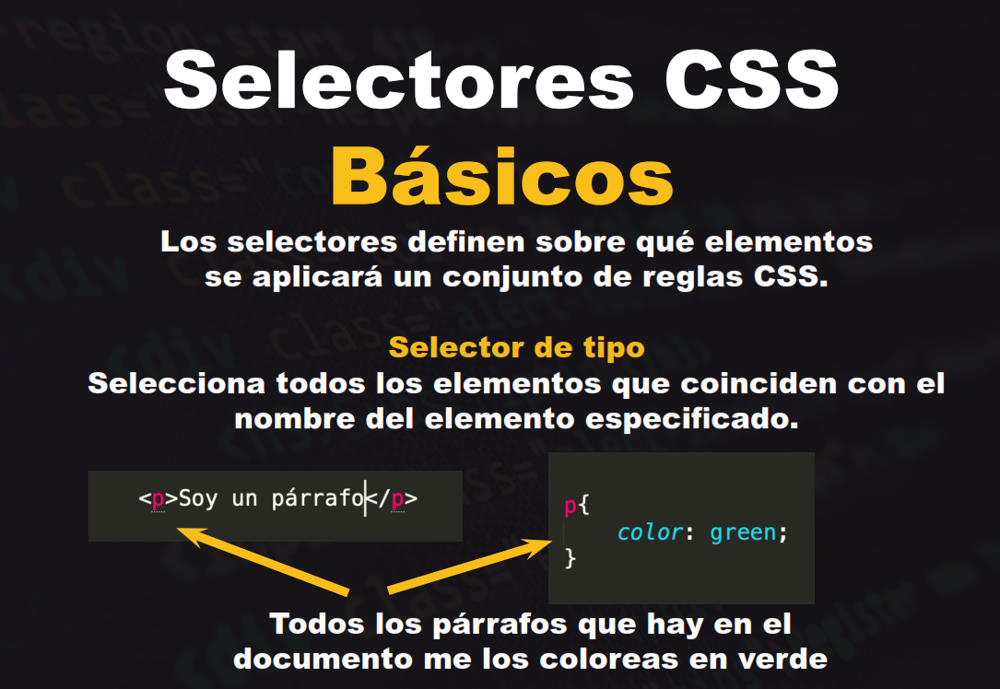 Selectores CSS
Básicos
Los selectores definen sobre qué elementos
se aplicará un conjunto de reglas CSS.
Selector de tipo
Selecciona todos los elementos que coinciden con el
nombre del elemento especificado.
<p>Soy un párrafo</p>
p{
color: green;
}
Todos los párrafos que hay en el
documento me los coloreas en verde